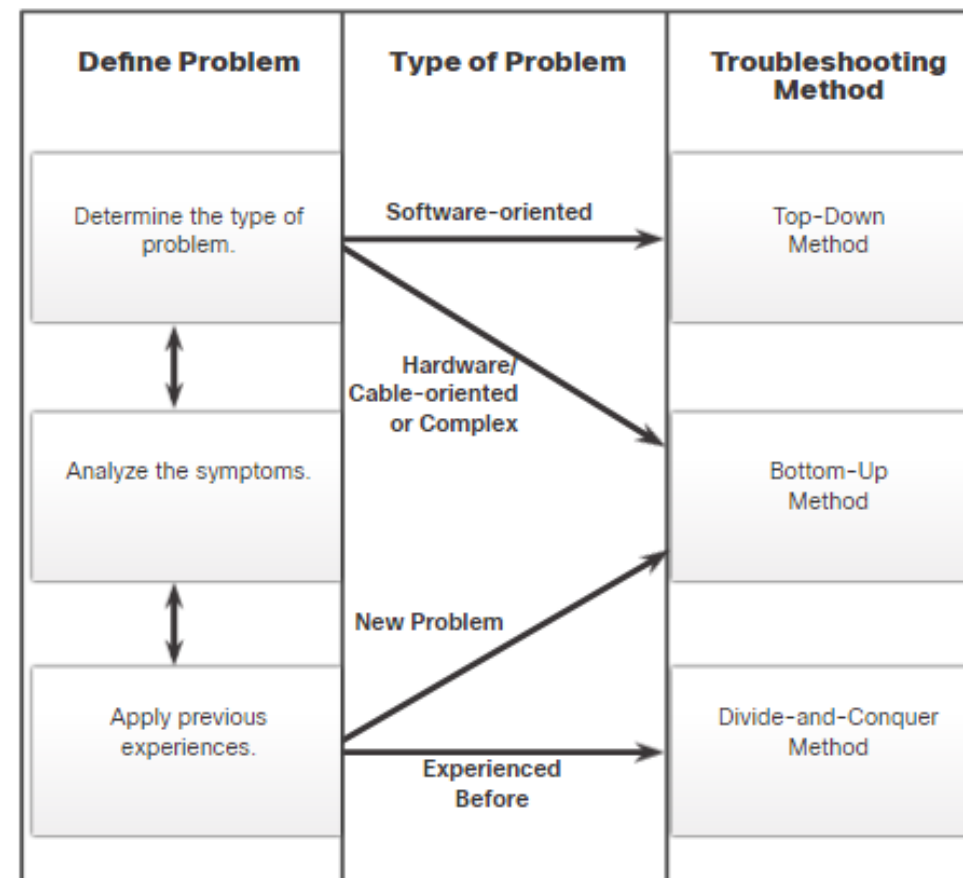 Define Problem
Type of Problem
Troubleshooting
Method
Determine the type of
problem.
Software-oriented
Top-Down
Method
Hardware/
Cable-oriented
or Complex
Analyze the symptoms.
Bottom-Up
Method
New Problem
Apply previous
experiences.
Experienced
Before
Divide-and-Conquer
Method